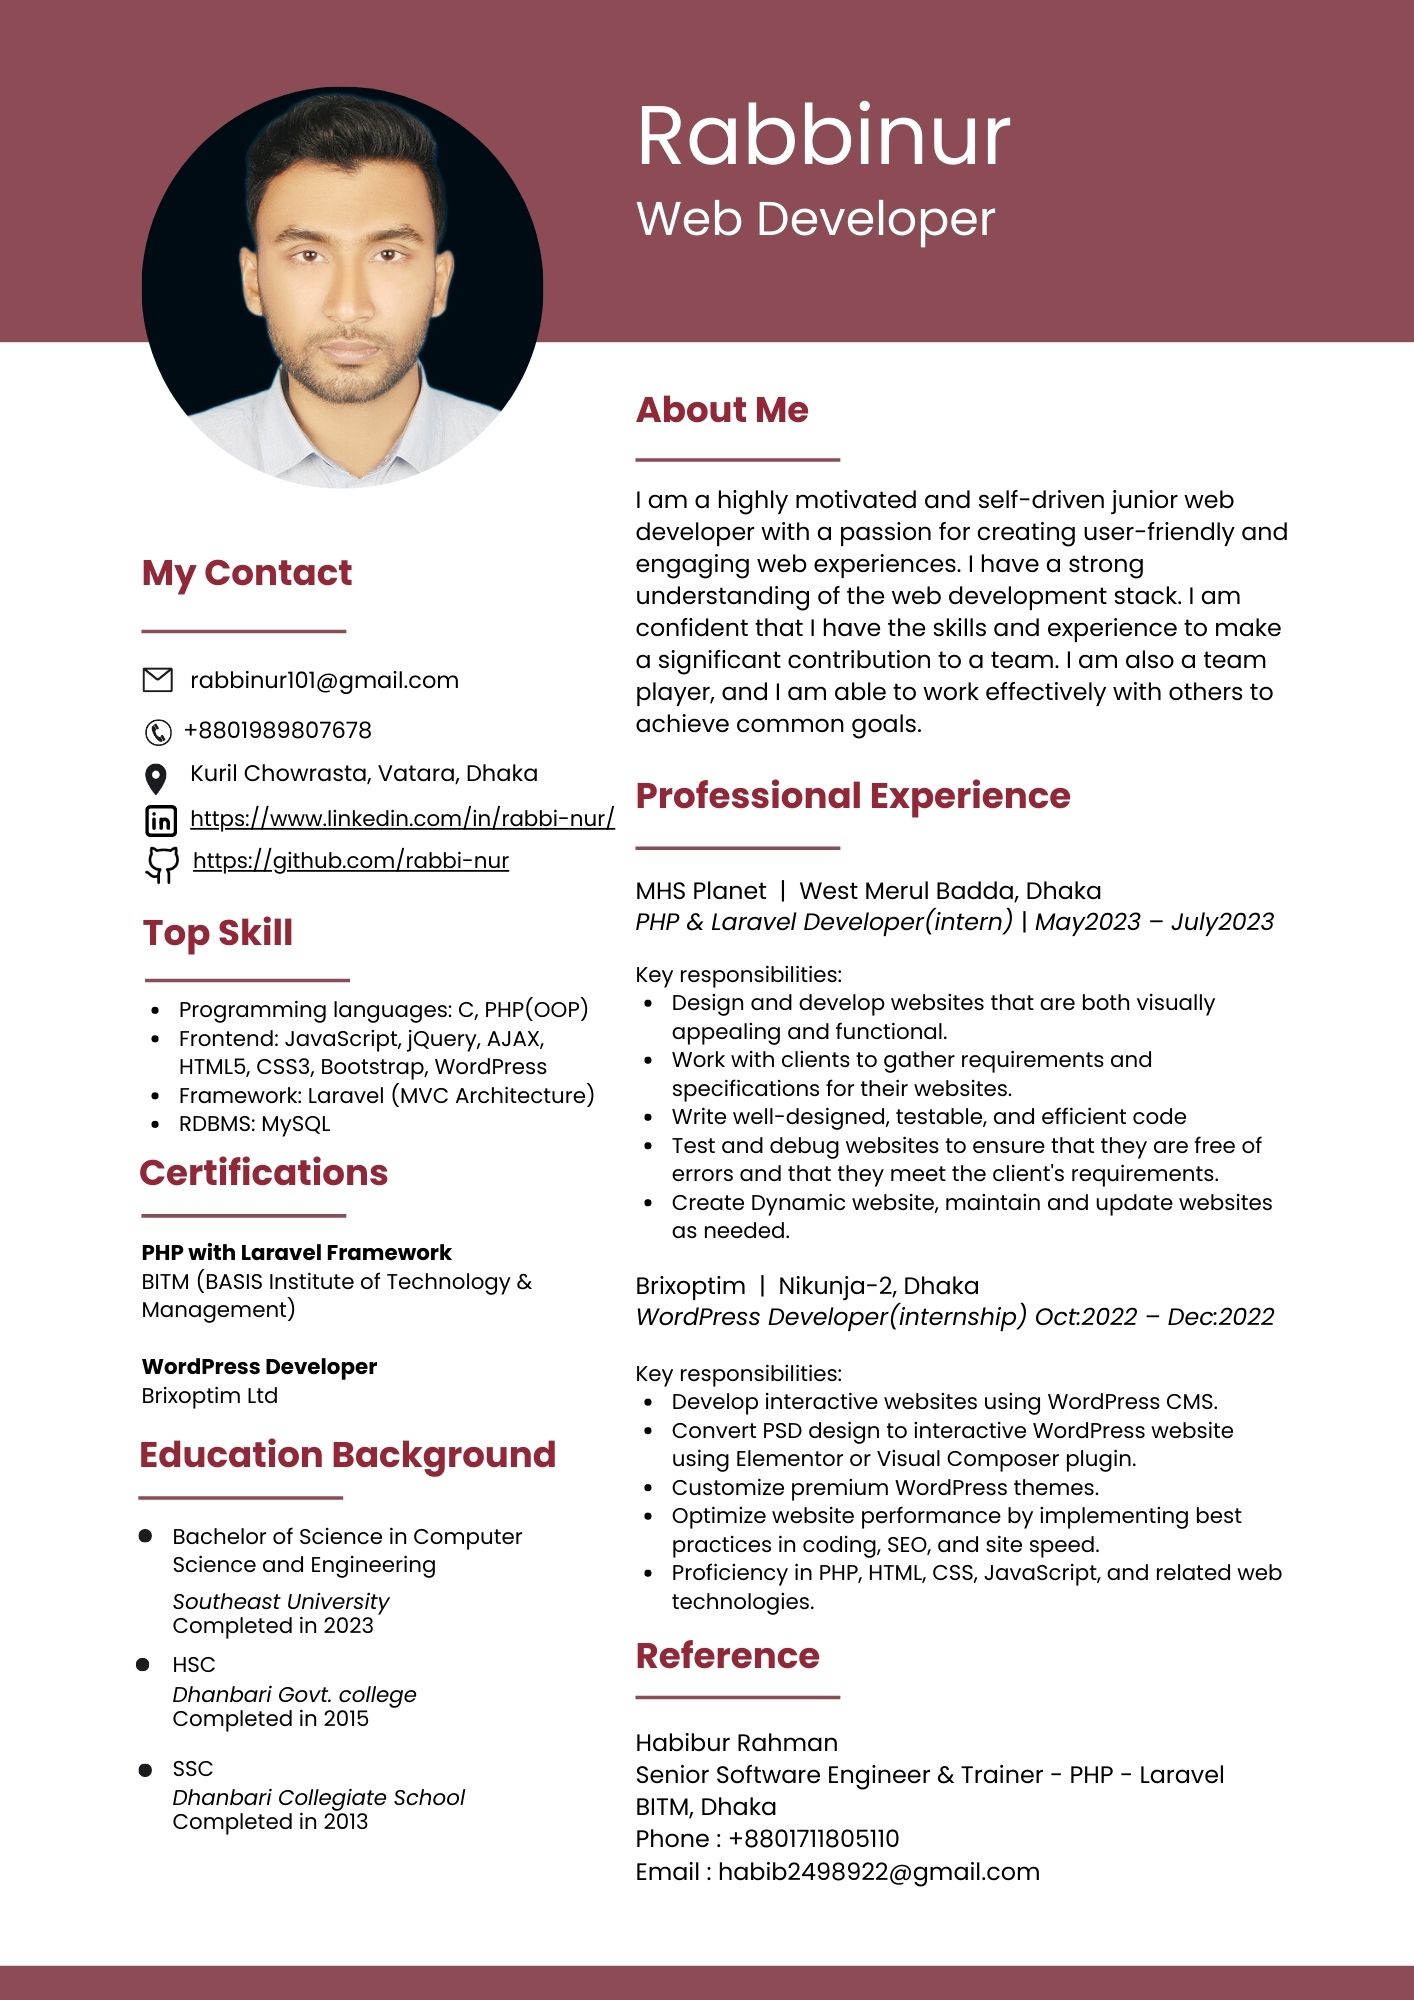 Rabbinur
Web Developer
My Contact
rabbinur101@gmail.com
+8801989807678
Kuril Chowrasta, Vatara, Dhaka
https://www.linkedin.com/in/rabbi-nur/
https://github.com/rabbi-nur
Top Skill
• Programming languages: C, PHP(OOP)
• Frontend: JavaScript, jQuery, AJAX,
HTML5, CSS3, Bootstrap, WordPress
• Framework: Laravel (MVC Architecture)
• RDBMS: MySQL
Certifications
PHP with Laravel Framework
BITM (BASIS Institute of Technology &
Management)
WordPress Developer
Brixoptim Ltd
Education Background
• Bachelor of Science in Computer
Science and Engineering
Southeast University
Completed in 2023
• HSC
Dhanbari Govt. college
Completed in 2015
• SSC
Dhanbari Collegiate School
Completed in 2013
About Me
I am a highly motivated and self-driven junior web
developer with a passion for creating user-friendly and
engaging web experiences. I have a strong
understanding of the web development stack. I am
confident that I have the skills and experience to make
a significant contribution to a team. I am also a team
player, and I am able to work effectively with others to
achieve common goals.
Professional Experience
MHS Planet | West Merul Badda, Dhaka
PHP & Laravel Developer(intern) | May2023 – July2023
Key responsibilities:
• Design and develop websites that are both visually
appealing and functional.
• Work with clients to gather requirements and
specifications for their websites.
• Write well-designed, testable, and efficient code
• Test and debug websites to ensure that they are free of
errors and that they meet the client's requirements.
• Create Dynamic website, maintain and update websites
as needed.
Brixoptim | Nikunja-2, Dhaka
WordPress Developer(internship) Oct:2022 – Dec:2022
Key responsibilities:
• Develop interactive websites using WordPress CMS.
• Convert PSD design to interactive WordPress website
using Elementor or Visual Composer plugin.
• Customize premium WordPress themes.
• Optimize website performance by implementing best
practices in coding, SEO, and site speed.
• Proficiency in PHP, HTML, CSS, JavaScript, and related web
technologies.
Reference
Habibur Rahman
Senior Software Engineer & Trainer - PHP - Laravel
BITM, Dhaka
Phone : +8801711805110
Email : habib2498922@gmail.com